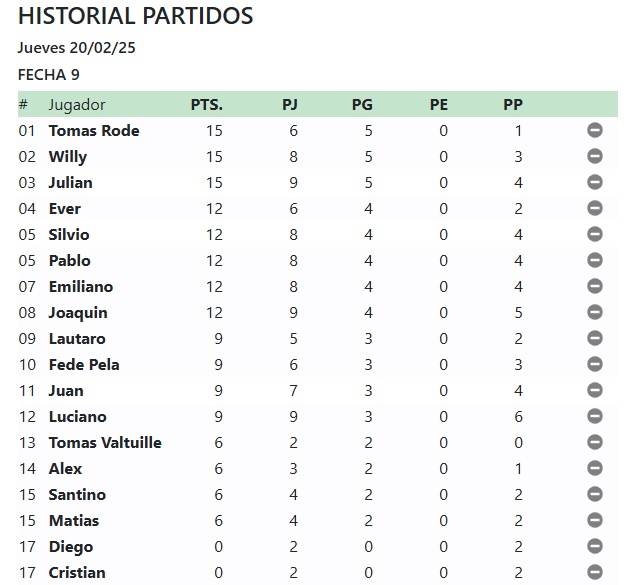 HISTORIAL PARTIDOS
Jueves 20/02/25
FECHA 9
# Jugador PTS. PJ PG PE PP
01 Tomas Rode 15 6 5 0 1
02 Willy 15 8 5 0 3
03 Julian 15 9 5 0 4
04 Ever 12 6 4 0 2
05 Silvio 12 8 4 0 4
05 Pablo 12 8 4 0 4
07 Emiliano 12 8 4 0 4
08 Joaquin 12 9 4 0 5
09 Lautaro 9 5 3 0 2
10 Fede Pela 9 6 3 0 3
11 Juan 9 7 3 0 4
12 Luciano 9 9 3 0 6
13 Tomas Valtuille 6 2 2 0 0
14 Alex 6 3 2 0 1
15 Santino 6 4 2 0 2
15 Matias 6 4 2 0 2
17 Diego 0 2 0 0 2
17 Cristian 0 2 0 0 2